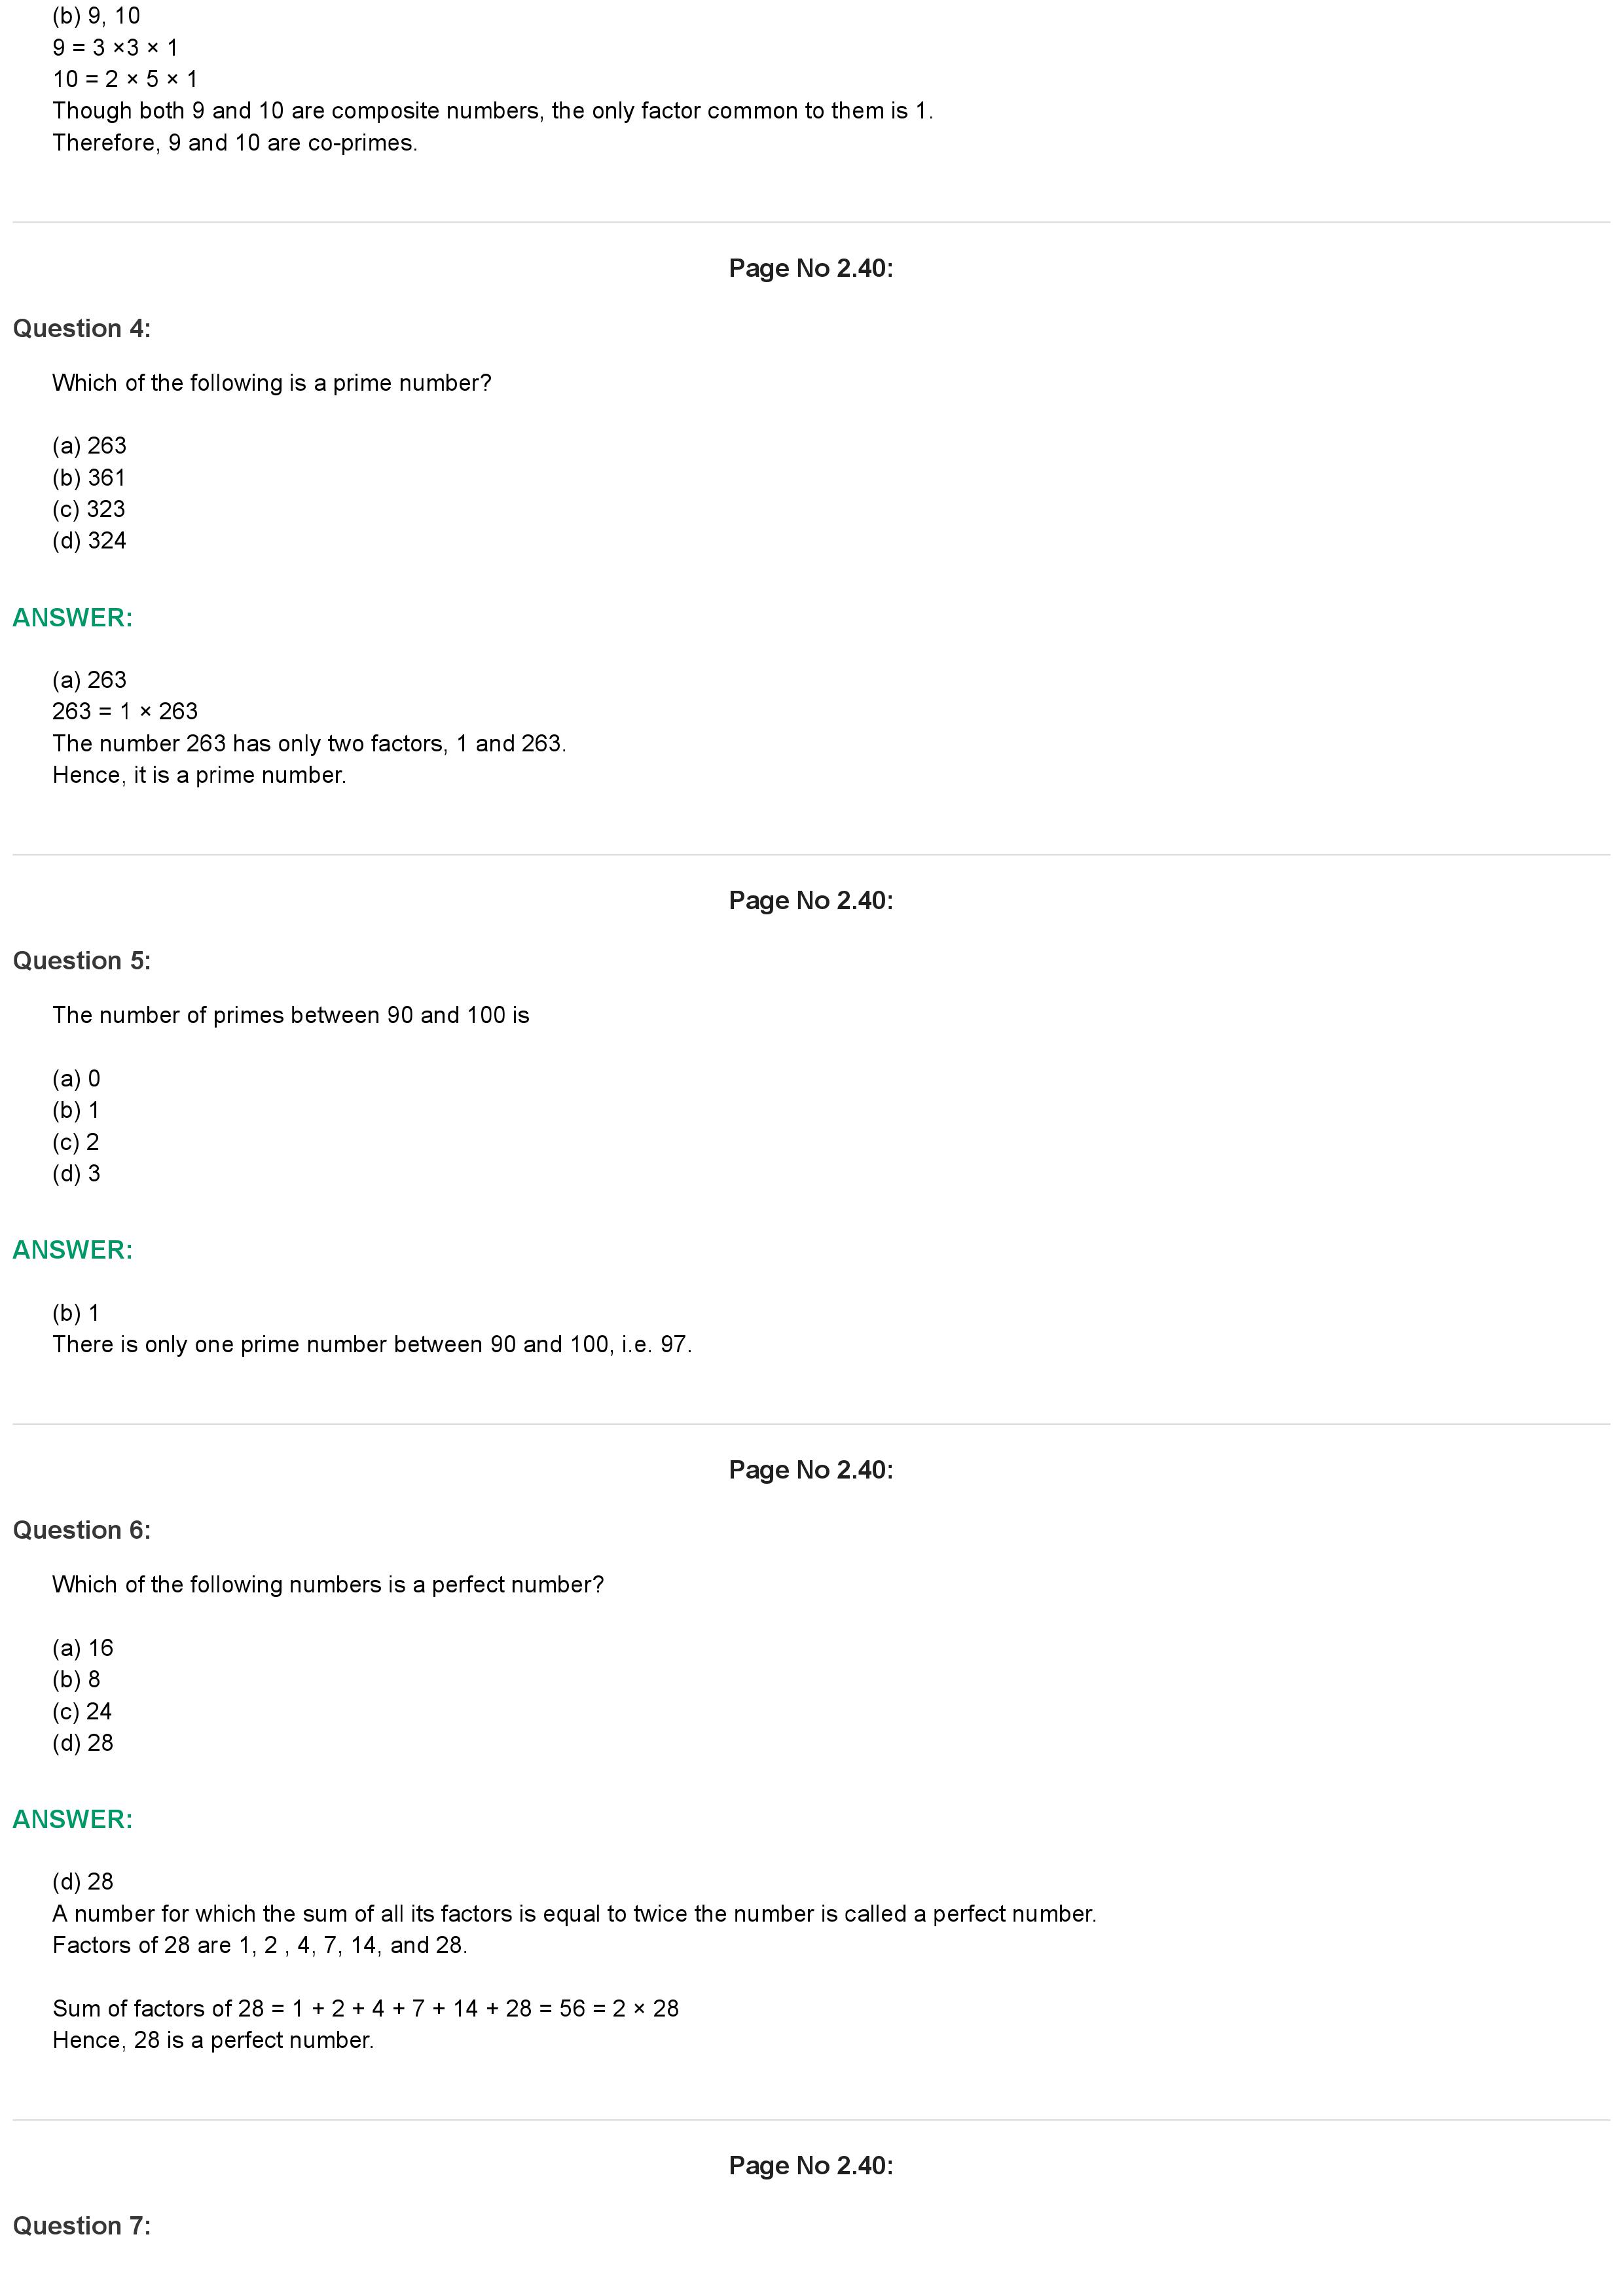 (b) 9, 10
9 = 3 ×3 × 1
10 = 2 × 5 × 1
Though both 9 and 10 are composite numbers, the only factor common to them is 1.
Therefore, 9 and 10 are co-primes.
Page No 2.40:
Question 4:
Which of the following is a prime number?
(a) 263
(b) 361
(c) 323
(d) 324
ANSWER:
(a) 263
263 = 1 × 263
The number 263 has only two factors, 1 and 263.
Hence, it is a prime number.
Page No 2.40:
Question 5:
The number of primes between 90 and 100 is
(a) 0
(b) 1
(c) 2
(d) 3
ANSWER:
(b) 1
There is only one prime number between 90 and 100, i.e. 97.
Page No 2.40:
Question 6:
Which of the following numbers is a perfect number?
(a) 16
(b) 8
(c) 24
(d) 28
ANSWER:
(d) 28
A number for which the sum of all its factors is equal to twice the number is called a perfect number.
Factors of 28 are 1, 2 , 4, 7, 14, and 28.
Sum of factors of 28 = 1 + 2 + 4 + 7 + 14 + 28 = 56 = 2 × 28
Hence, 28 is a perfect number.
Page No 2.40:
Question 7: